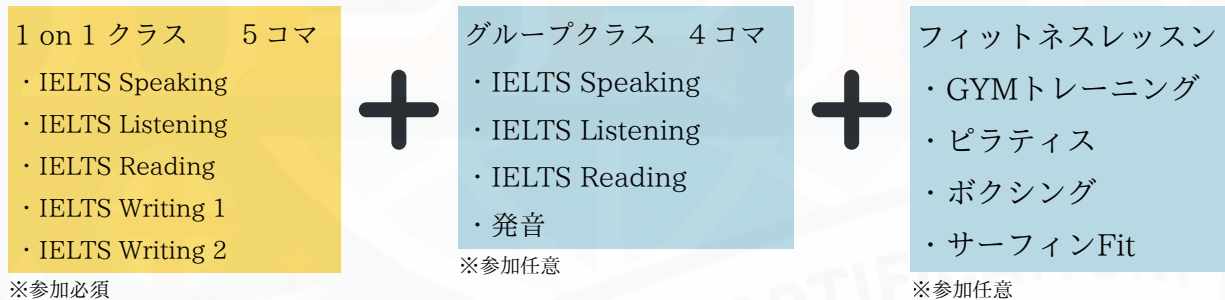 1 on 1 クラス　　5コマ
・IELTS Speaking
・IELTS Listening
・IELTS Reading
・IELTS Writing 1
・IELTS Writing 2
※参加必須
グループクラス　4コマ
・IELTS Speaking
・IELTS Listening
・IELTS Reading
・発音
※参加任意
フィットネスレッスン
・GYMトレーニング
・ピラティス
・ボクシング
・サーフィンFit
※参加任意